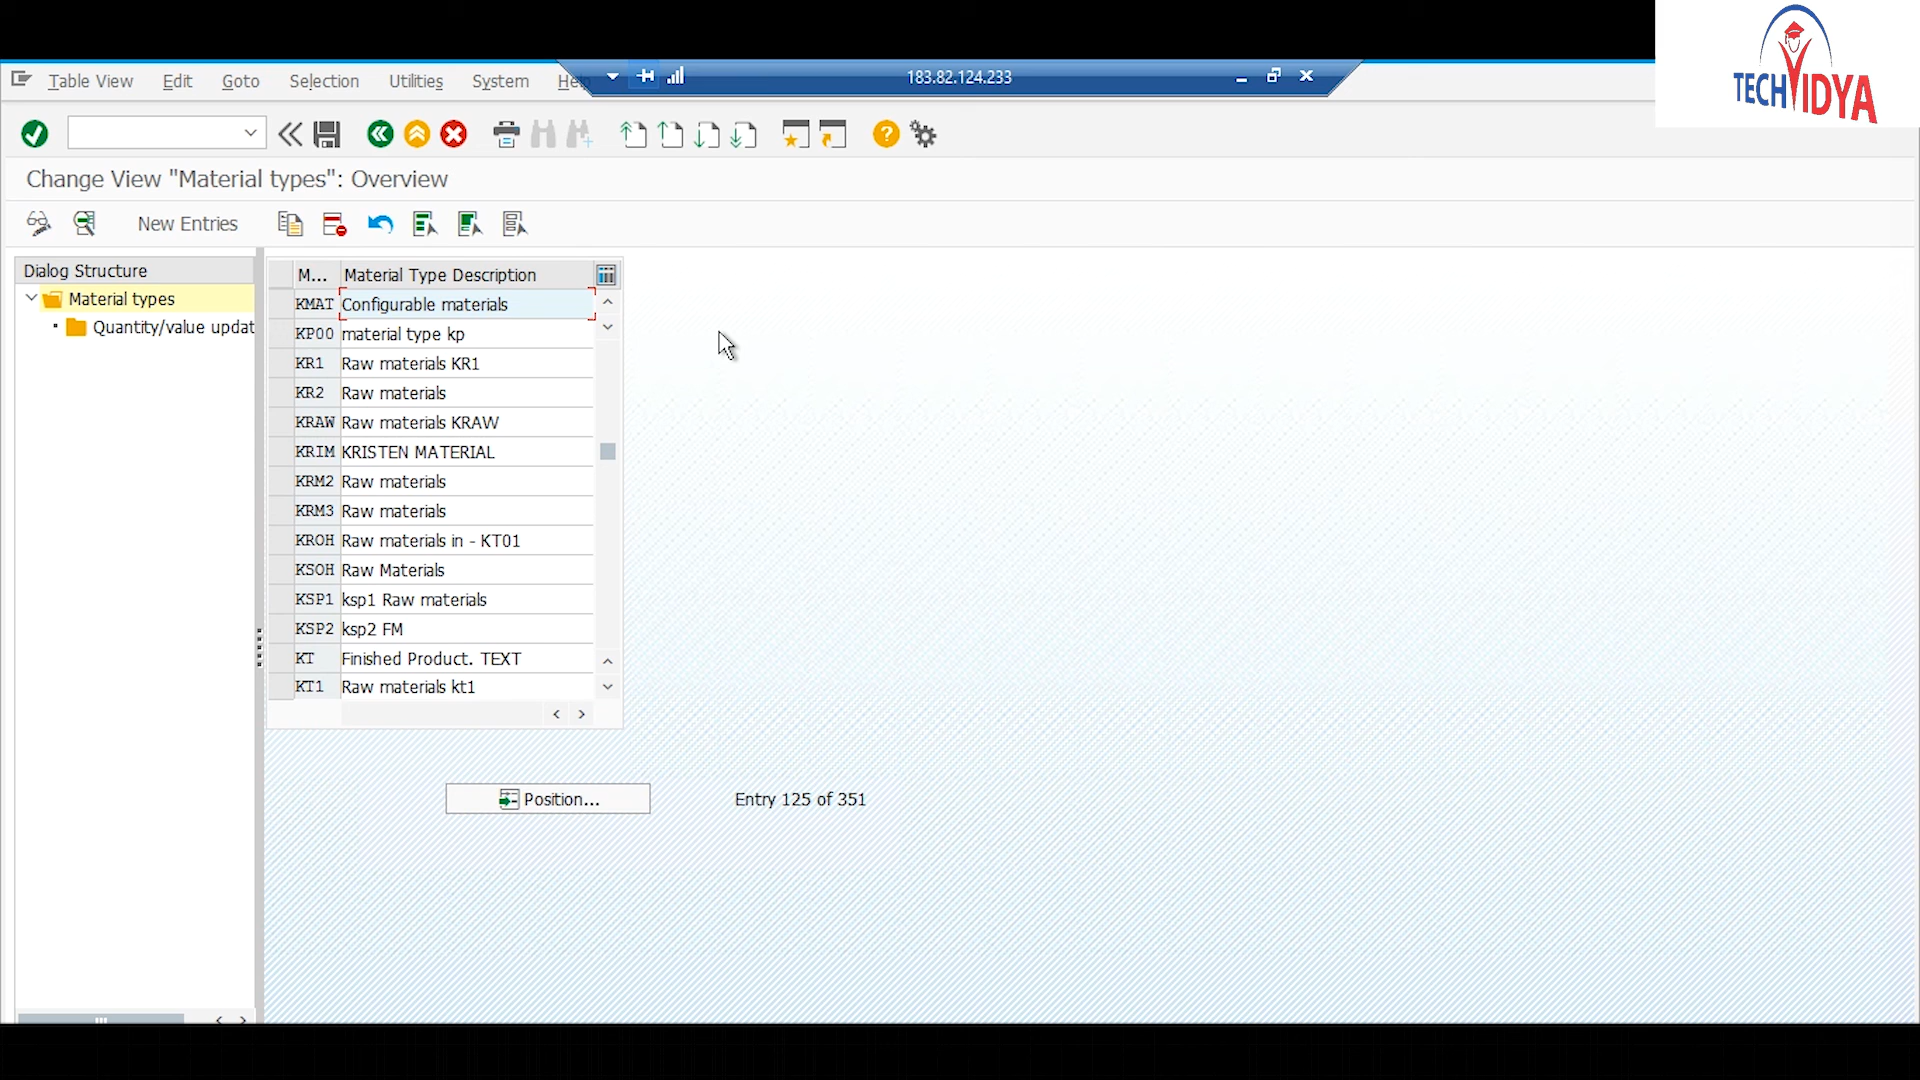 TECHVIDYA
Table View Edit Goto Selection Utilities System
183.82.124.233
Change View "Material types": Overview
New Entries
Dialog Structure
Material types
Quantity/value updat
M... Material Type Description
KMAT Configurable materials
KP00 material type kp
KR1 Raw materials KR1
KR2 Raw materials
KRAW Raw materials KRAW
KRIM KRISTEN MATERIAL
KRM2 Raw materials
KRM3 Raw materials
KROH Raw materials in - KT01
KSOH Raw Materials
KSP1 ksp1 Raw materials
KSP2 ksp2 FM
KT Finished Product. TEXT
KT1 Raw materials kt1
Position...
Entry 125 of 351